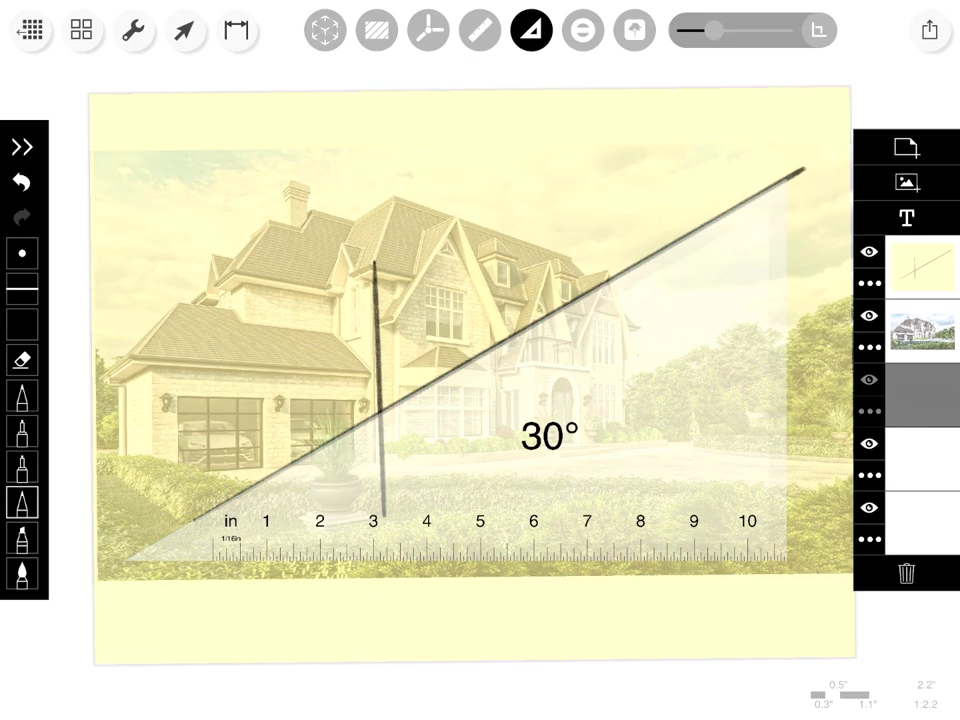 T
30°
in 1 2 3 4 5 6 7 8 9 10
1/16in
0.5" 2.2"
0.3" 1.1" 1:2.2